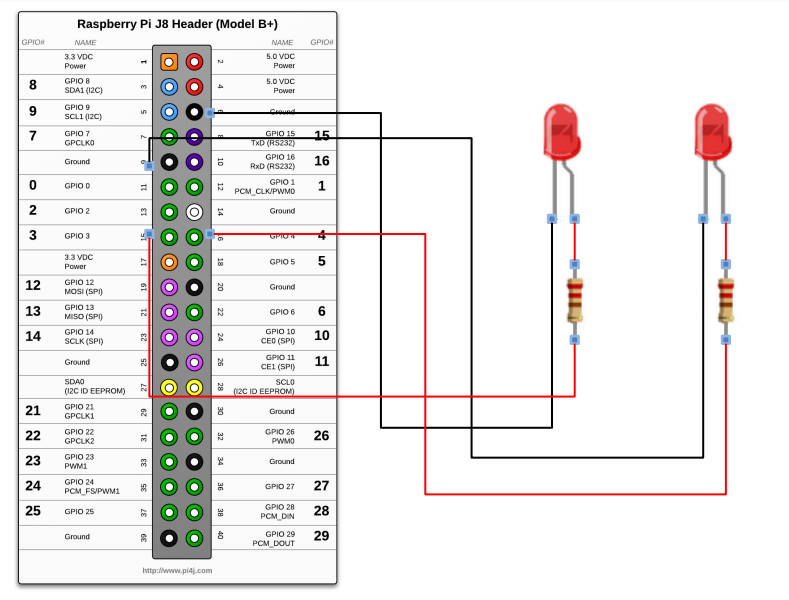 Raspberry Pi J8 Header (Model B+)
GPIO# NAME NAME GPIO#
3.3 VDC Power 1 2 5.0 VDC Power
8 GPIO 8 SDA1 (I2C) 3 4 5.0 VDC Power
9 GPIO 9 SCL1 (I2C) 5 6 Ground
7 GPIO 7 GPCLK0 7 8 GPIO 15 TxD (RS232) 15
Ground 9 10 GPIO 16 RxD (RS232) 16
0 GPIO 0 11 12 GPIO 1 PCM_CLK/PWM0 1
2 GPIO 2 13 14 Ground
3 GPIO 3 15 16 GPIO 4 4
3.3 VDC Power 17 18 GPIO 5 5
12 GPIO 12 MOSI (SPI) 19 20 Ground
13 GPIO 13 MISO (SPI) 21 22 GPIO 6 6
14 GPIO 14 SCLK (SPI) 23 24 GPIO 10 CE0 (SPI) 10
Ground 25 26 GPIO 11 CE1 (SPI) 11
SDA0 (I2C ID EEPROM) 27 28 SCL0 (I2C ID EEPROM)
21 GPIO 21 GPCLK1 29 30 Ground
22 GPIO 22 GPCLK2 31 32 GPIO 26 PWM0 26
23 GPIO 23 PWM1 33 34 Ground
24 GPIO 24 PCM_FS/PWM1 35 36 GPIO 27 27
25 GPIO 25 37 38 GPIO 28 PCM_DIN 28
Ground 39 40 GPIO 29 PCM_DOUT 29
http://www.pi4j.com